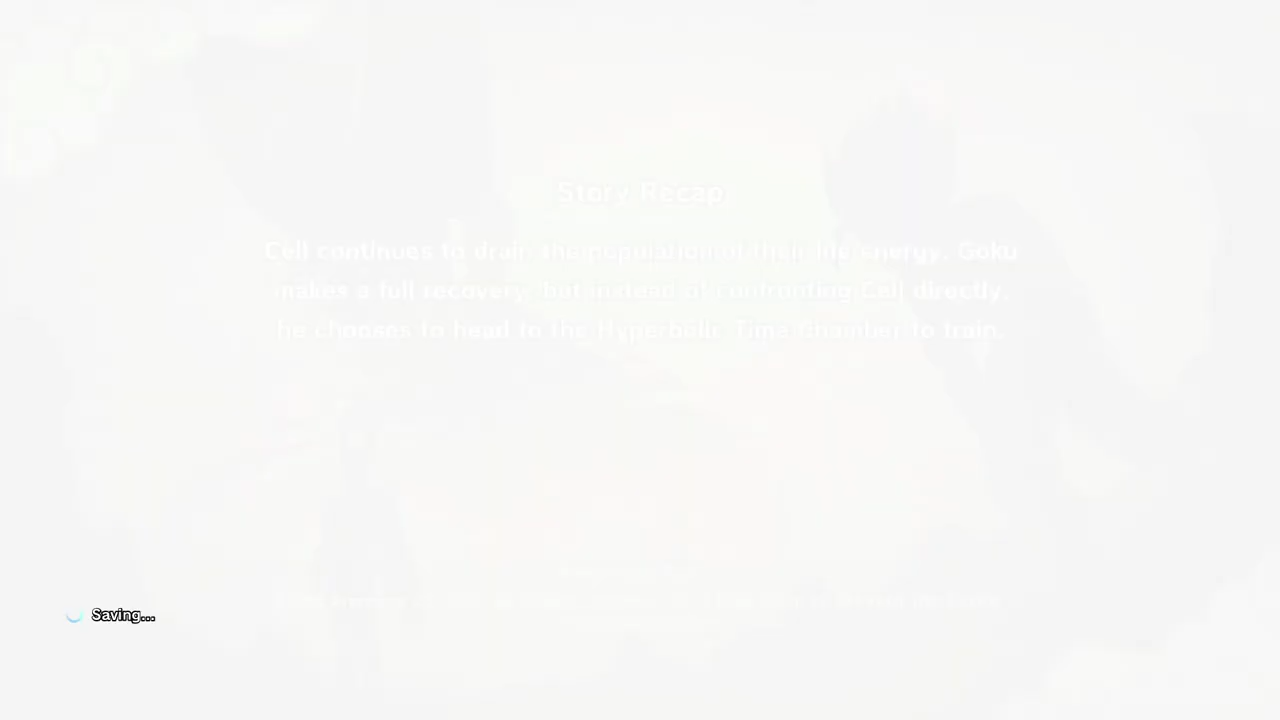 Story Recap
Cell continues to drain the population of their life energy. Goku
makes a full recovery, but instead of confronting Cell directly,
he chooses to head to the Hyperbolic Time Chamber to train.
Saving...